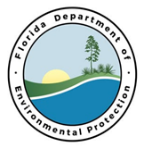 Florida Department of
Environmental Protection